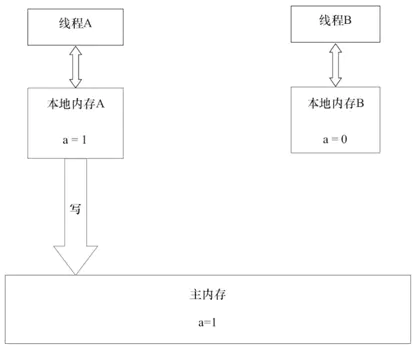 线程A
线程B
本地内存A
a = 1
本地内存B
a = 0
写
主内存
a=1